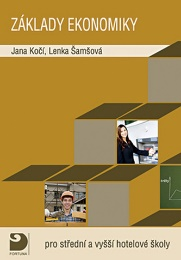 ZÁKLADY EKONOMIKY
Jana Kočí, Lenka Šamšová
pro střední a vyšší hotelové školy
FORTUNA